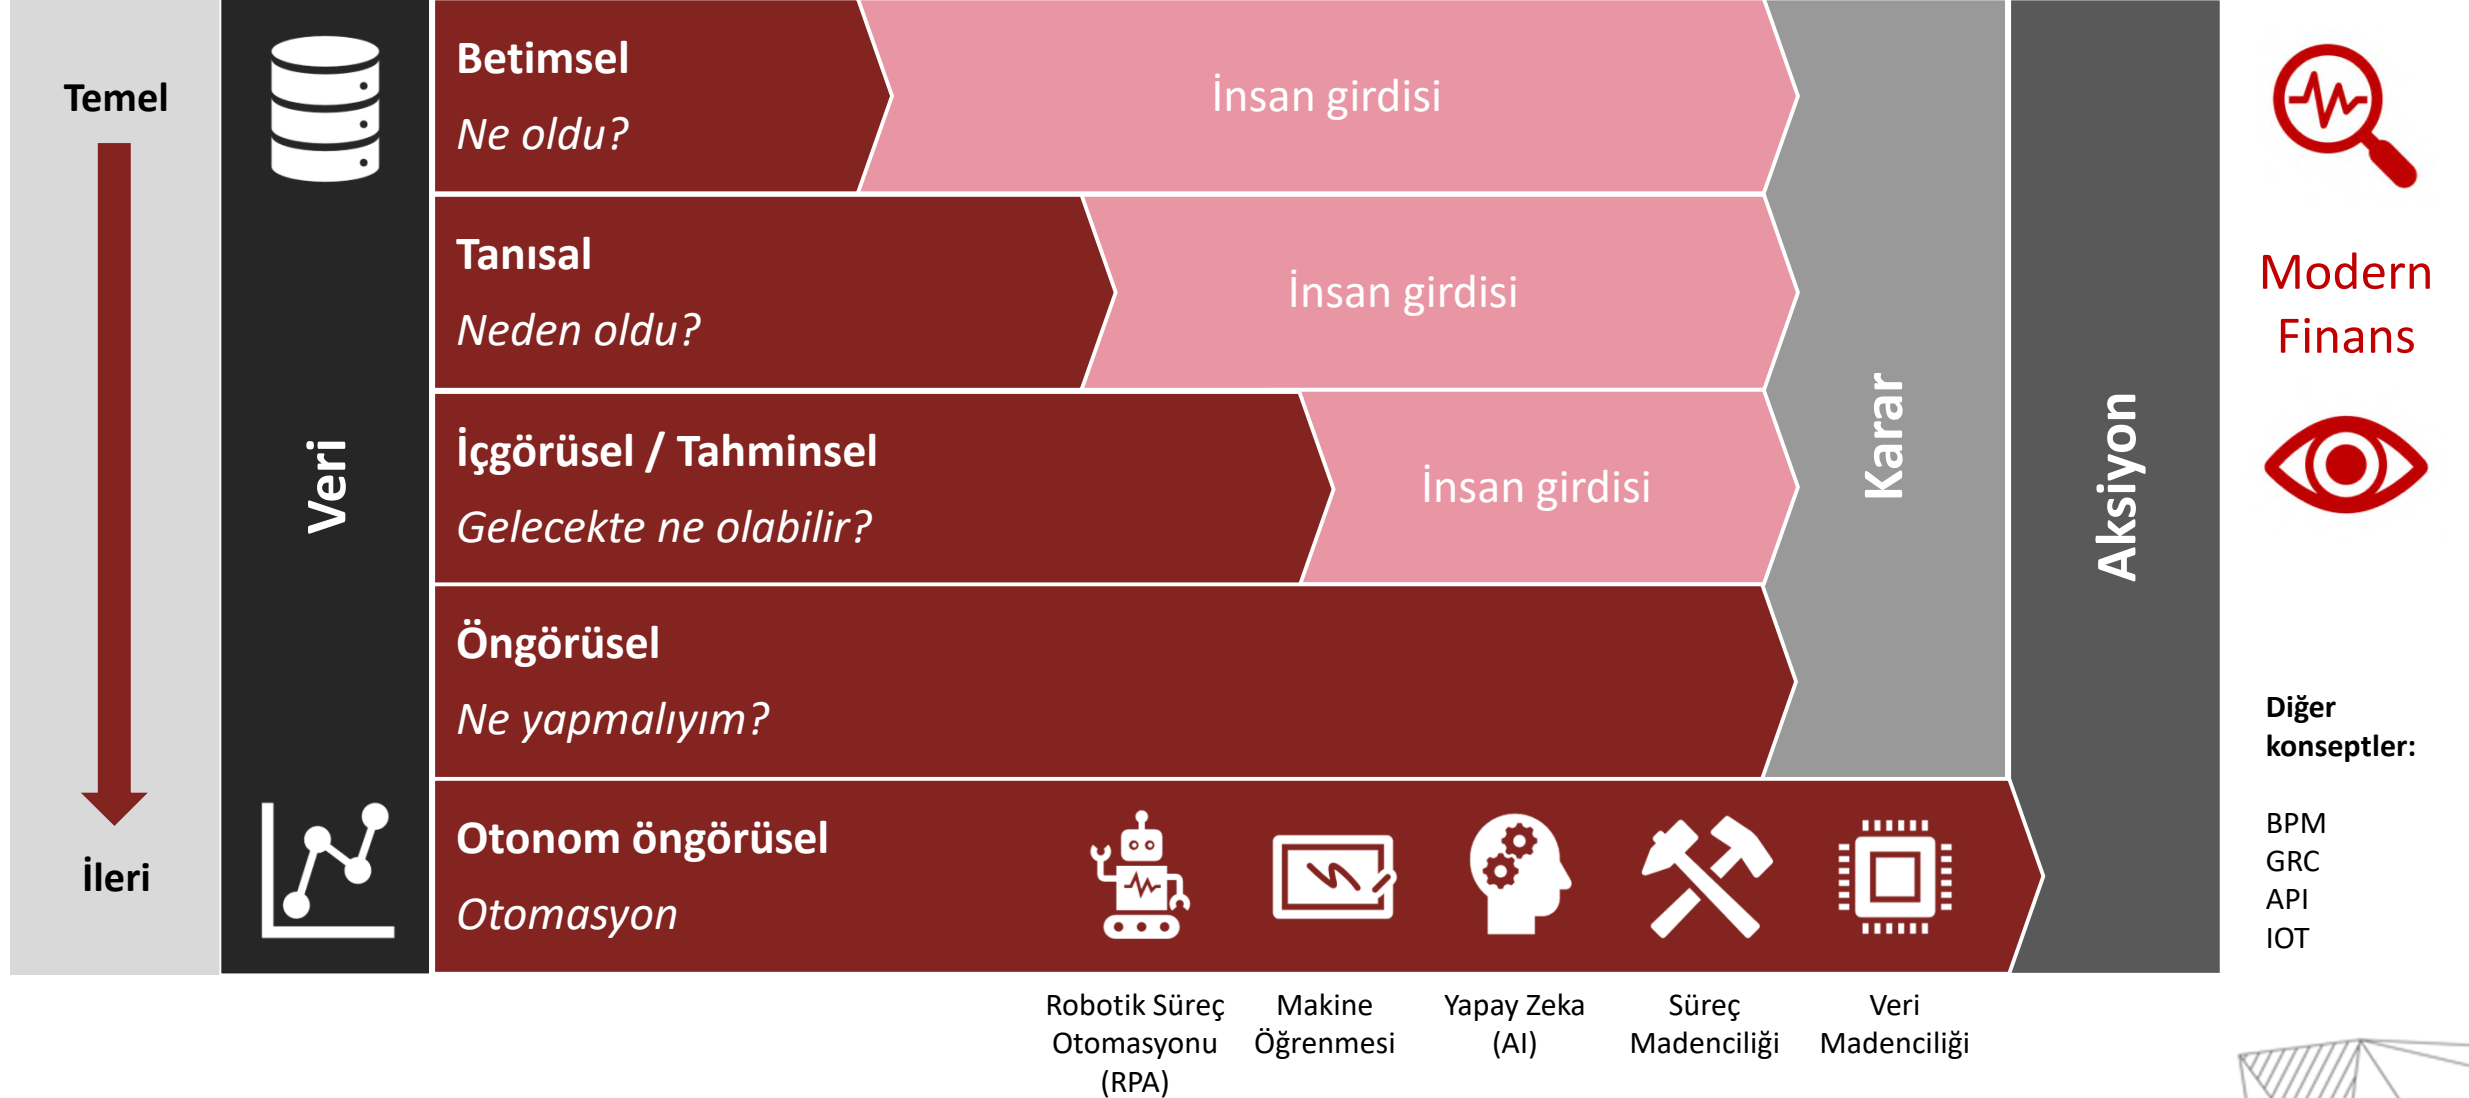 Temel
İleri
Veri
Betimsel
Ne oldu?
İnsan girdisi
Tanısal
Neden oldu?
İnsan girdisi
İçgörüsel / Tahminsel
Gelecekte ne olabilir?
İnsan girdisi
Öngörüsel
Ne yapmalıyım?
Otonom öngörüsel
Otomasyon
Karar
Aksiyon
Robotik Süreç
Otomasyonu
(RPA)
Makine
Öğrenmesi
Yapay Zeka
(AI)
Süreç
Madenciliği
Veri
Madenciliği
Modern
Finans
Diğer
konseptler:
BPM
GRC
API
IOT